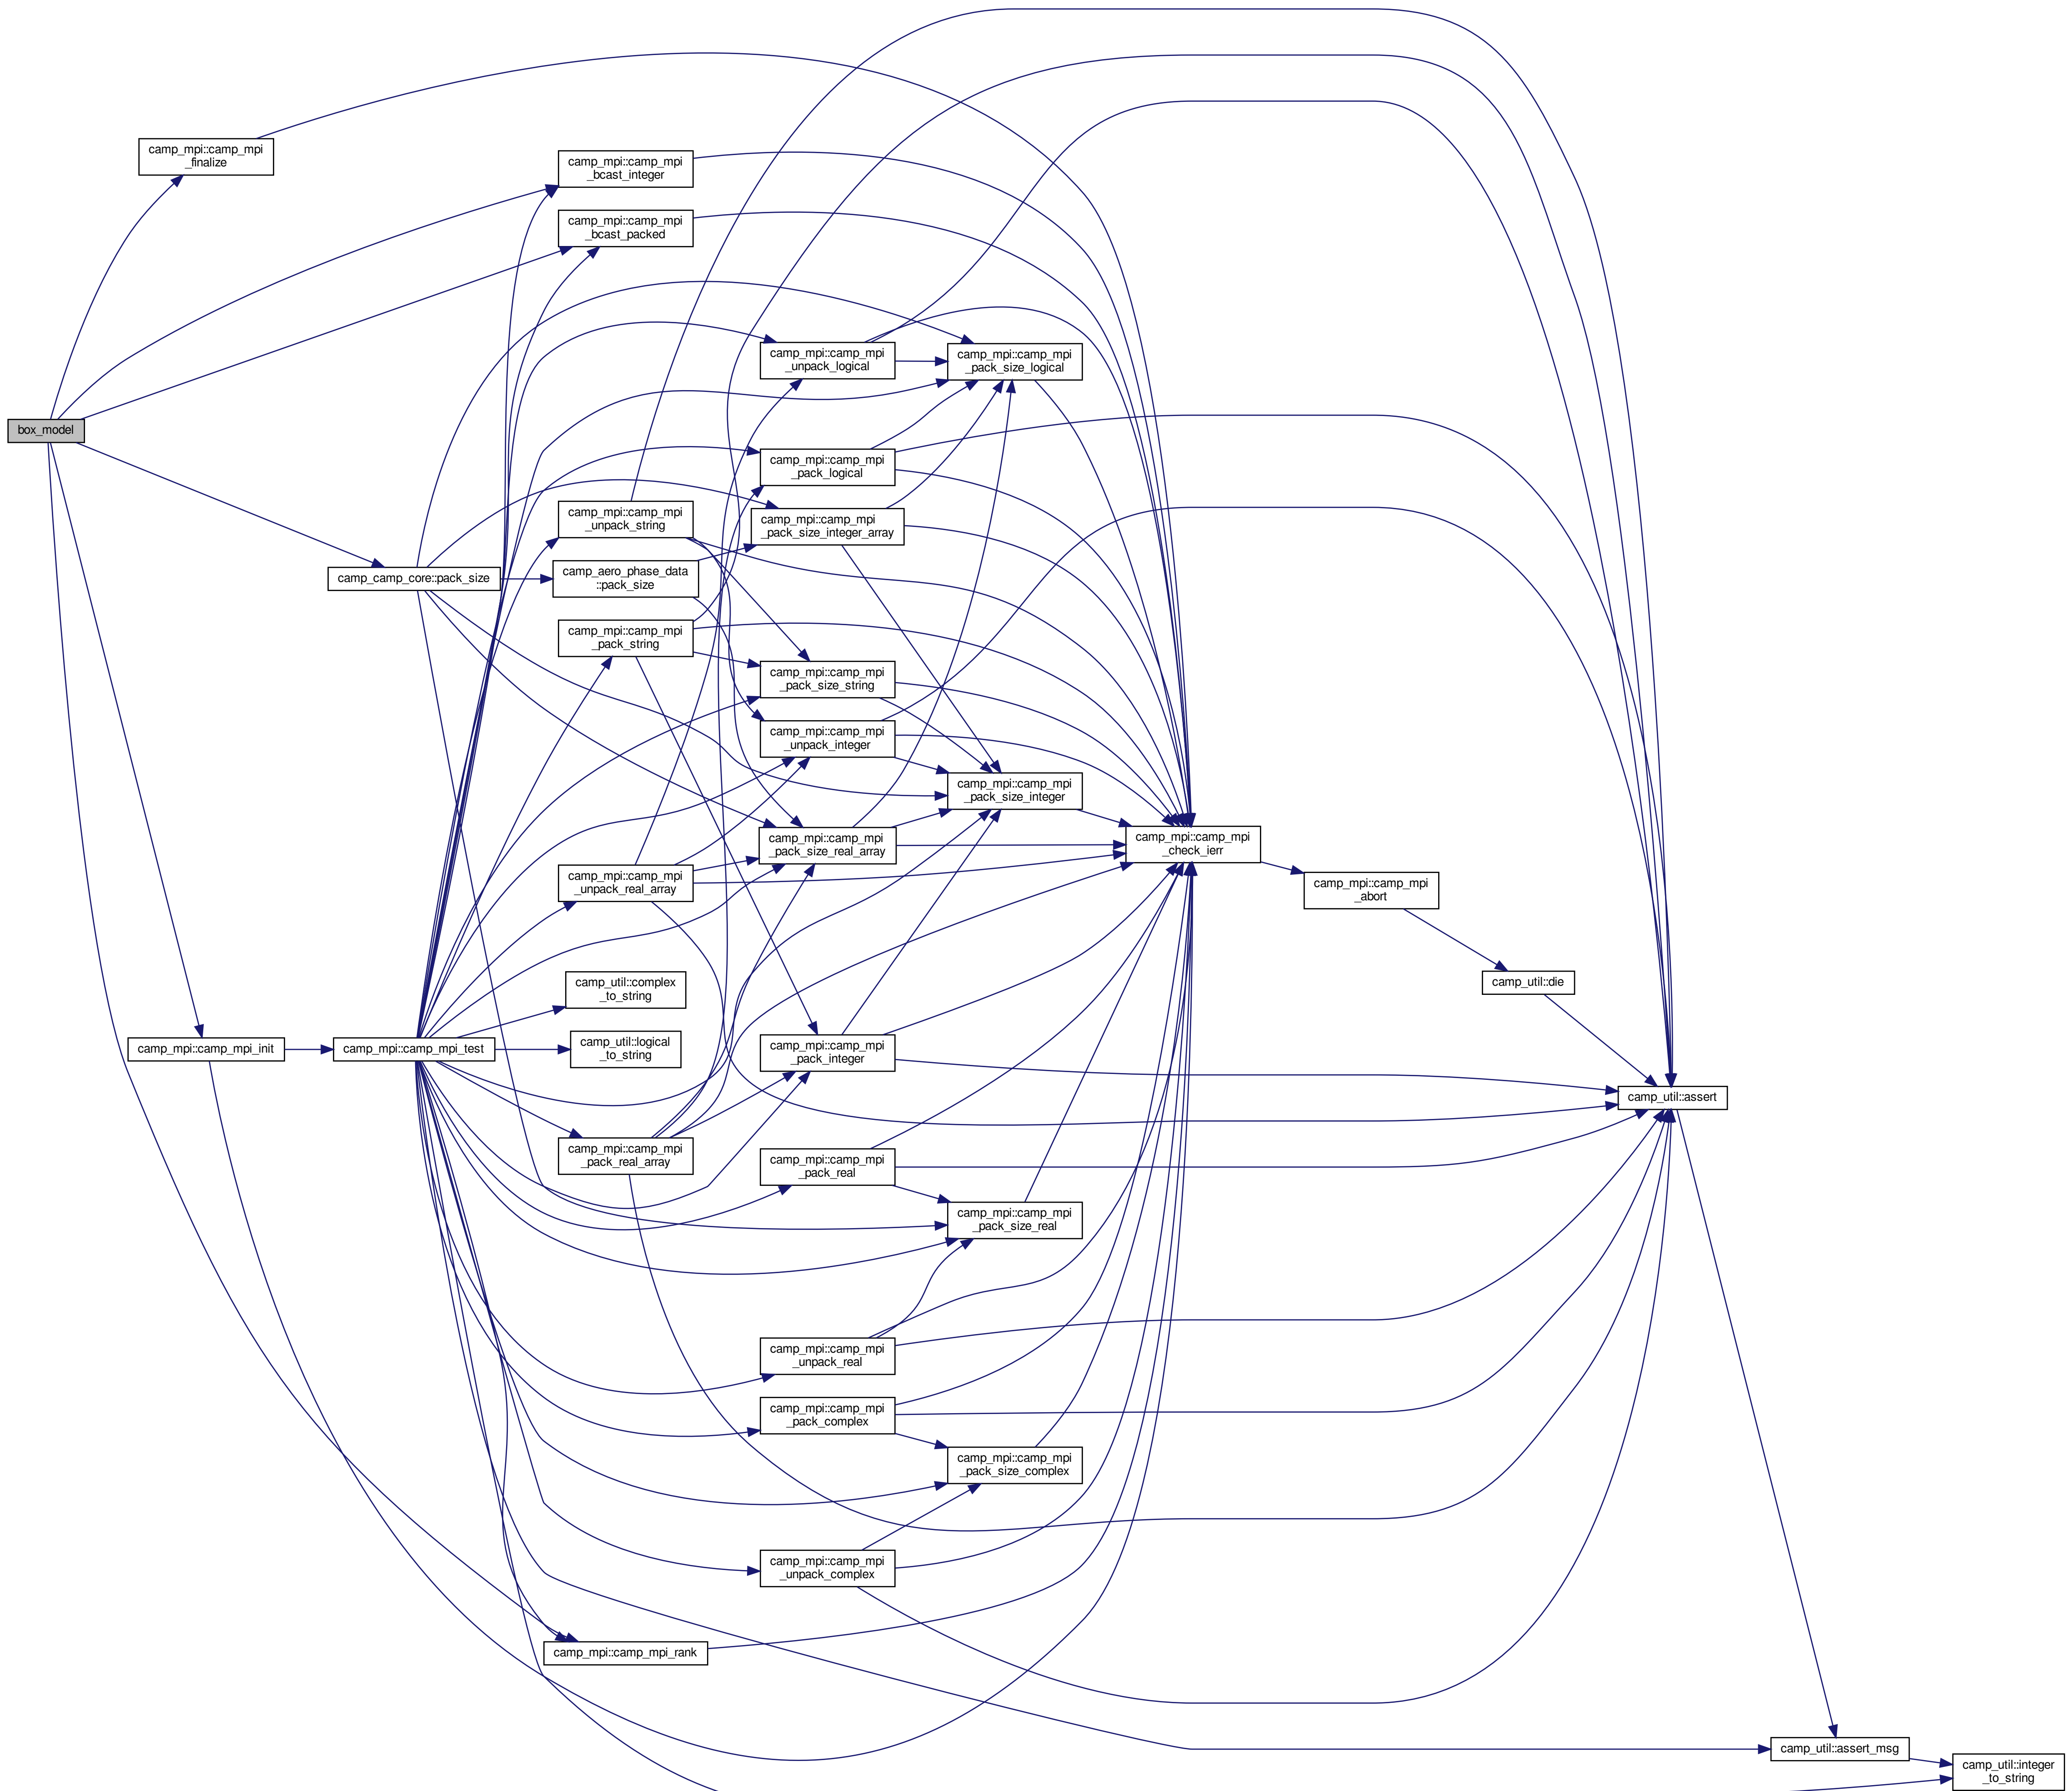 camp_mpi::camp_mpi
_finalize
box_model
camp_mpi::camp_mpi_init
camp_camp_core::pack_size
camp_mpi::camp_mpi_test
camp_mpi::camp_mpi
_bcast_integer
camp_mpi::camp_mpi
_bcast_packed
camp_mpi::camp_mpi
_unpack_string
camp_aero_phase_data
::pack_size
camp_mpi::camp_mpi
_pack_string
camp_mpi::camp_mpi
_unpack_real_array
camp_util::complex
_to_string
camp_util::logical
_to_string
camp_mpi::camp_mpi
_pack_real_array
camp_mpi::camp_mpi_rank
camp_mpi::camp_mpi
_unpack_logical
camp_mpi::camp_mpi
_pack_logical
camp_mpi::camp_mpi
_pack_size_integer_array
camp_mpi::camp_mpi
_pack_size_string
camp_mpi::camp_mpi
_unpack_integer
camp_mpi::camp_mpi
_pack_size_real_array
camp_mpi::camp_mpi
_pack_integer
camp_mpi::camp_mpi
_pack_real
camp_mpi::camp_mpi
_unpack_real
camp_mpi::camp_mpi
_pack_complex
camp_mpi::camp_mpi
_unpack_complex
camp_mpi::camp_mpi
_pack_size_logical
camp_mpi::camp_mpi
_pack_size_integer
camp_mpi::camp_mpi
_pack_size_real
camp_mpi::camp_mpi
_pack_size_complex
camp_mpi::camp_mpi
_check_ierr
camp_mpi::camp_mpi
_abort
camp_util::die
camp_util::assert
camp_util::assert_msg
camp_util::integer
_to_string